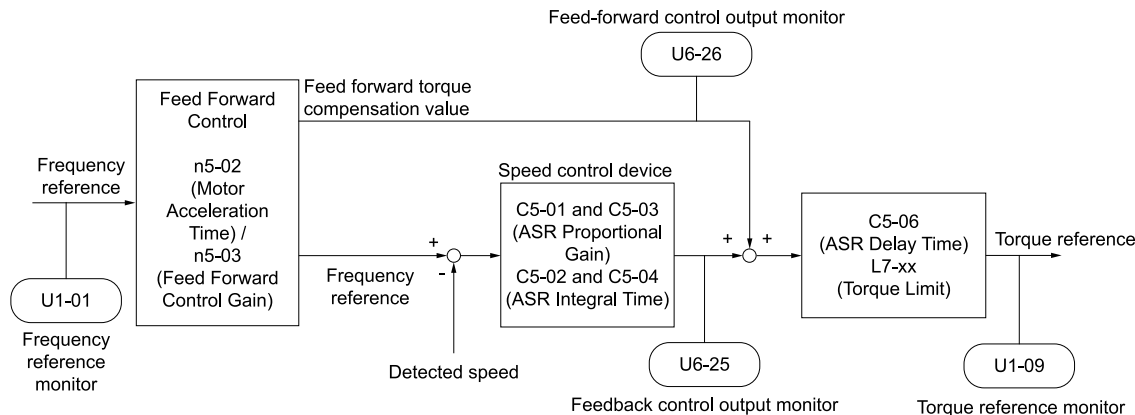 Feed-forward control output monitor
U6-26
Feed forward torque
compensation value
Feed Forward
Control
n5-02
(Motor
Acceleration
Time) /
n5-03
(Feed Forward
Control Gain)
Frequency
reference
U1-01
Frequency
reference
monitor
Frequency
reference
+
-
Detected speed
Speed control device
C5-01 and C5-03
(ASR Proportional
Gain)
C5-02 and C5-04
(ASR Integral Time)
U6-25
Feedback control output monitor
+
+
C5-06
(ASR Delay Time)
L7-xx
(Torque Limit)
Torque reference
U1-09
Torque reference monitor